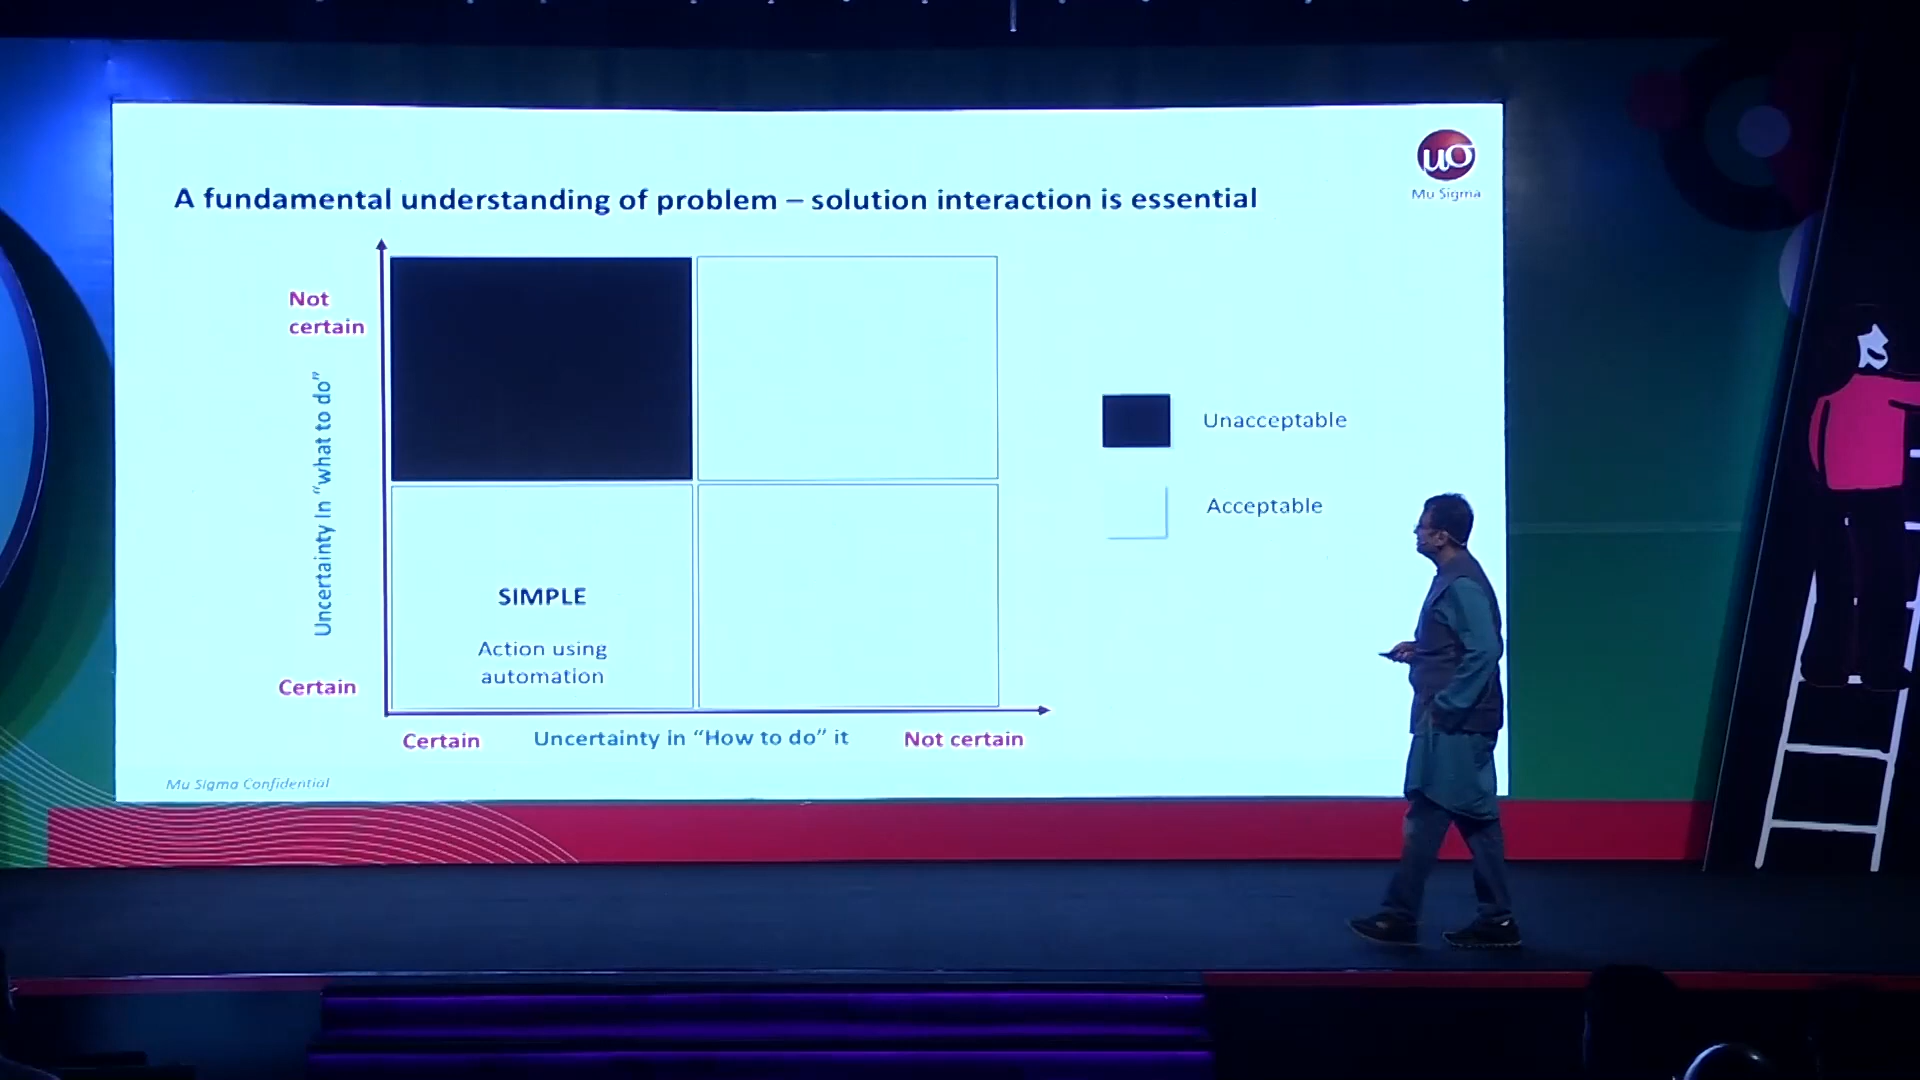 μσ
Mu Sigma
A fundamental understanding of problem – solution interaction is essential
Not
certain
Uncertainty in “what to do”
Certain
SIMPLE
Action using
automation
Unacceptable
Acceptable
Certain
Uncertainty in “How to do” it
Not certain
Mu Sigma Confidential